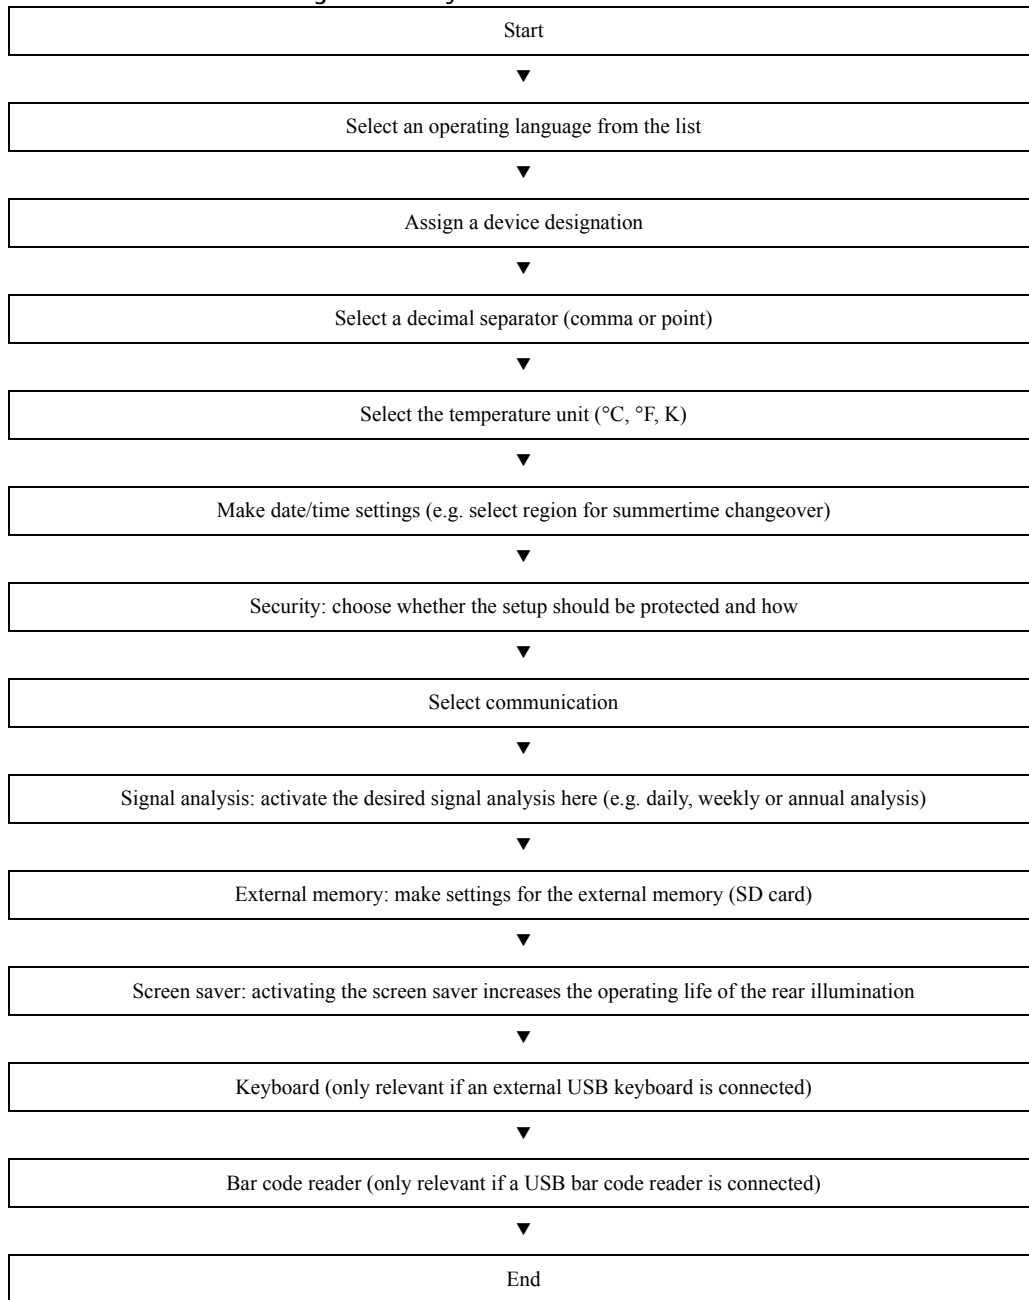 Start
▼
Select an operating language from the list
▼
Assign a device designation
▼
Select a decimal separator (comma or point)
▼
Select the temperature unit (°C, °F, K)
▼
Make date/time settings (e.g. select region for summertime changeover)
▼
Security: choose whether the setup should be protected and how
▼
Select communication
▼
Signal analysis: activate the desired signal analysis here (e.g. daily, weekly or annual analysis)
▼
External memory: make settings for the external memory (SD card)
▼
Screen saver: activating the screen saver increases the operating life of the rear illumination
▼
Keyboard (only relevant if an external USB keyboard is connected)
▼
Bar code reader (only relevant if a USB bar code reader is connected)
▼
End